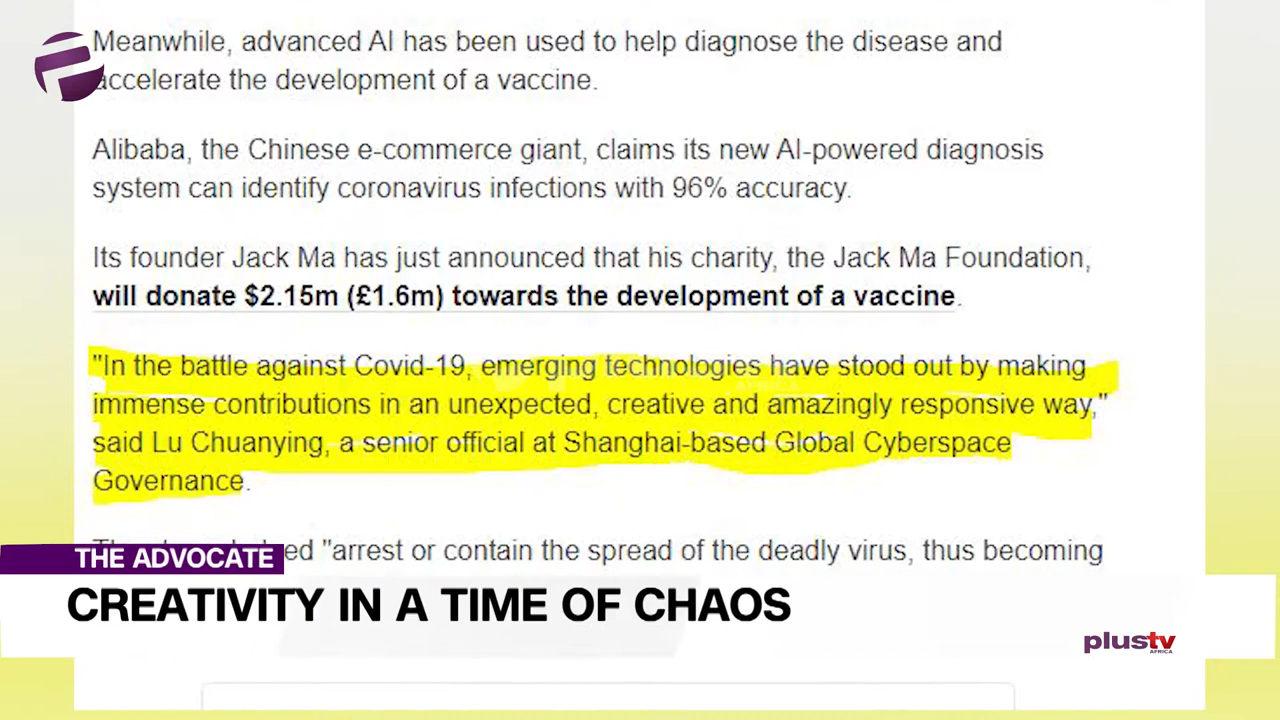 Meanwhile, advanced AI has been used to help diagnose the disease and
accelerate the development of a vaccine.
Alibaba, the Chinese e-commerce giant, claims its new AI-powered diagnosis
system can identify coronavirus infections with 96% accuracy.
Its founder Jack Ma has just announced that his charity, the Jack Ma Foundation,
will donate $2.15m (£1.6m) towards the development of a vaccine.
"In the battle against Covid-19, emerging technologies have stood out by making
immense contributions in an unexpected, creative and amazingly responsive way,"
said Lu Chuanying, a senior official at Shanghai-based Global Cyberspace
Governance.
"arrest or contain the spread of the deadly virus, thus becoming
THE ADVOCATE
CREATIVITY IN A TIME OF CHAOS
plustv
AFRICA